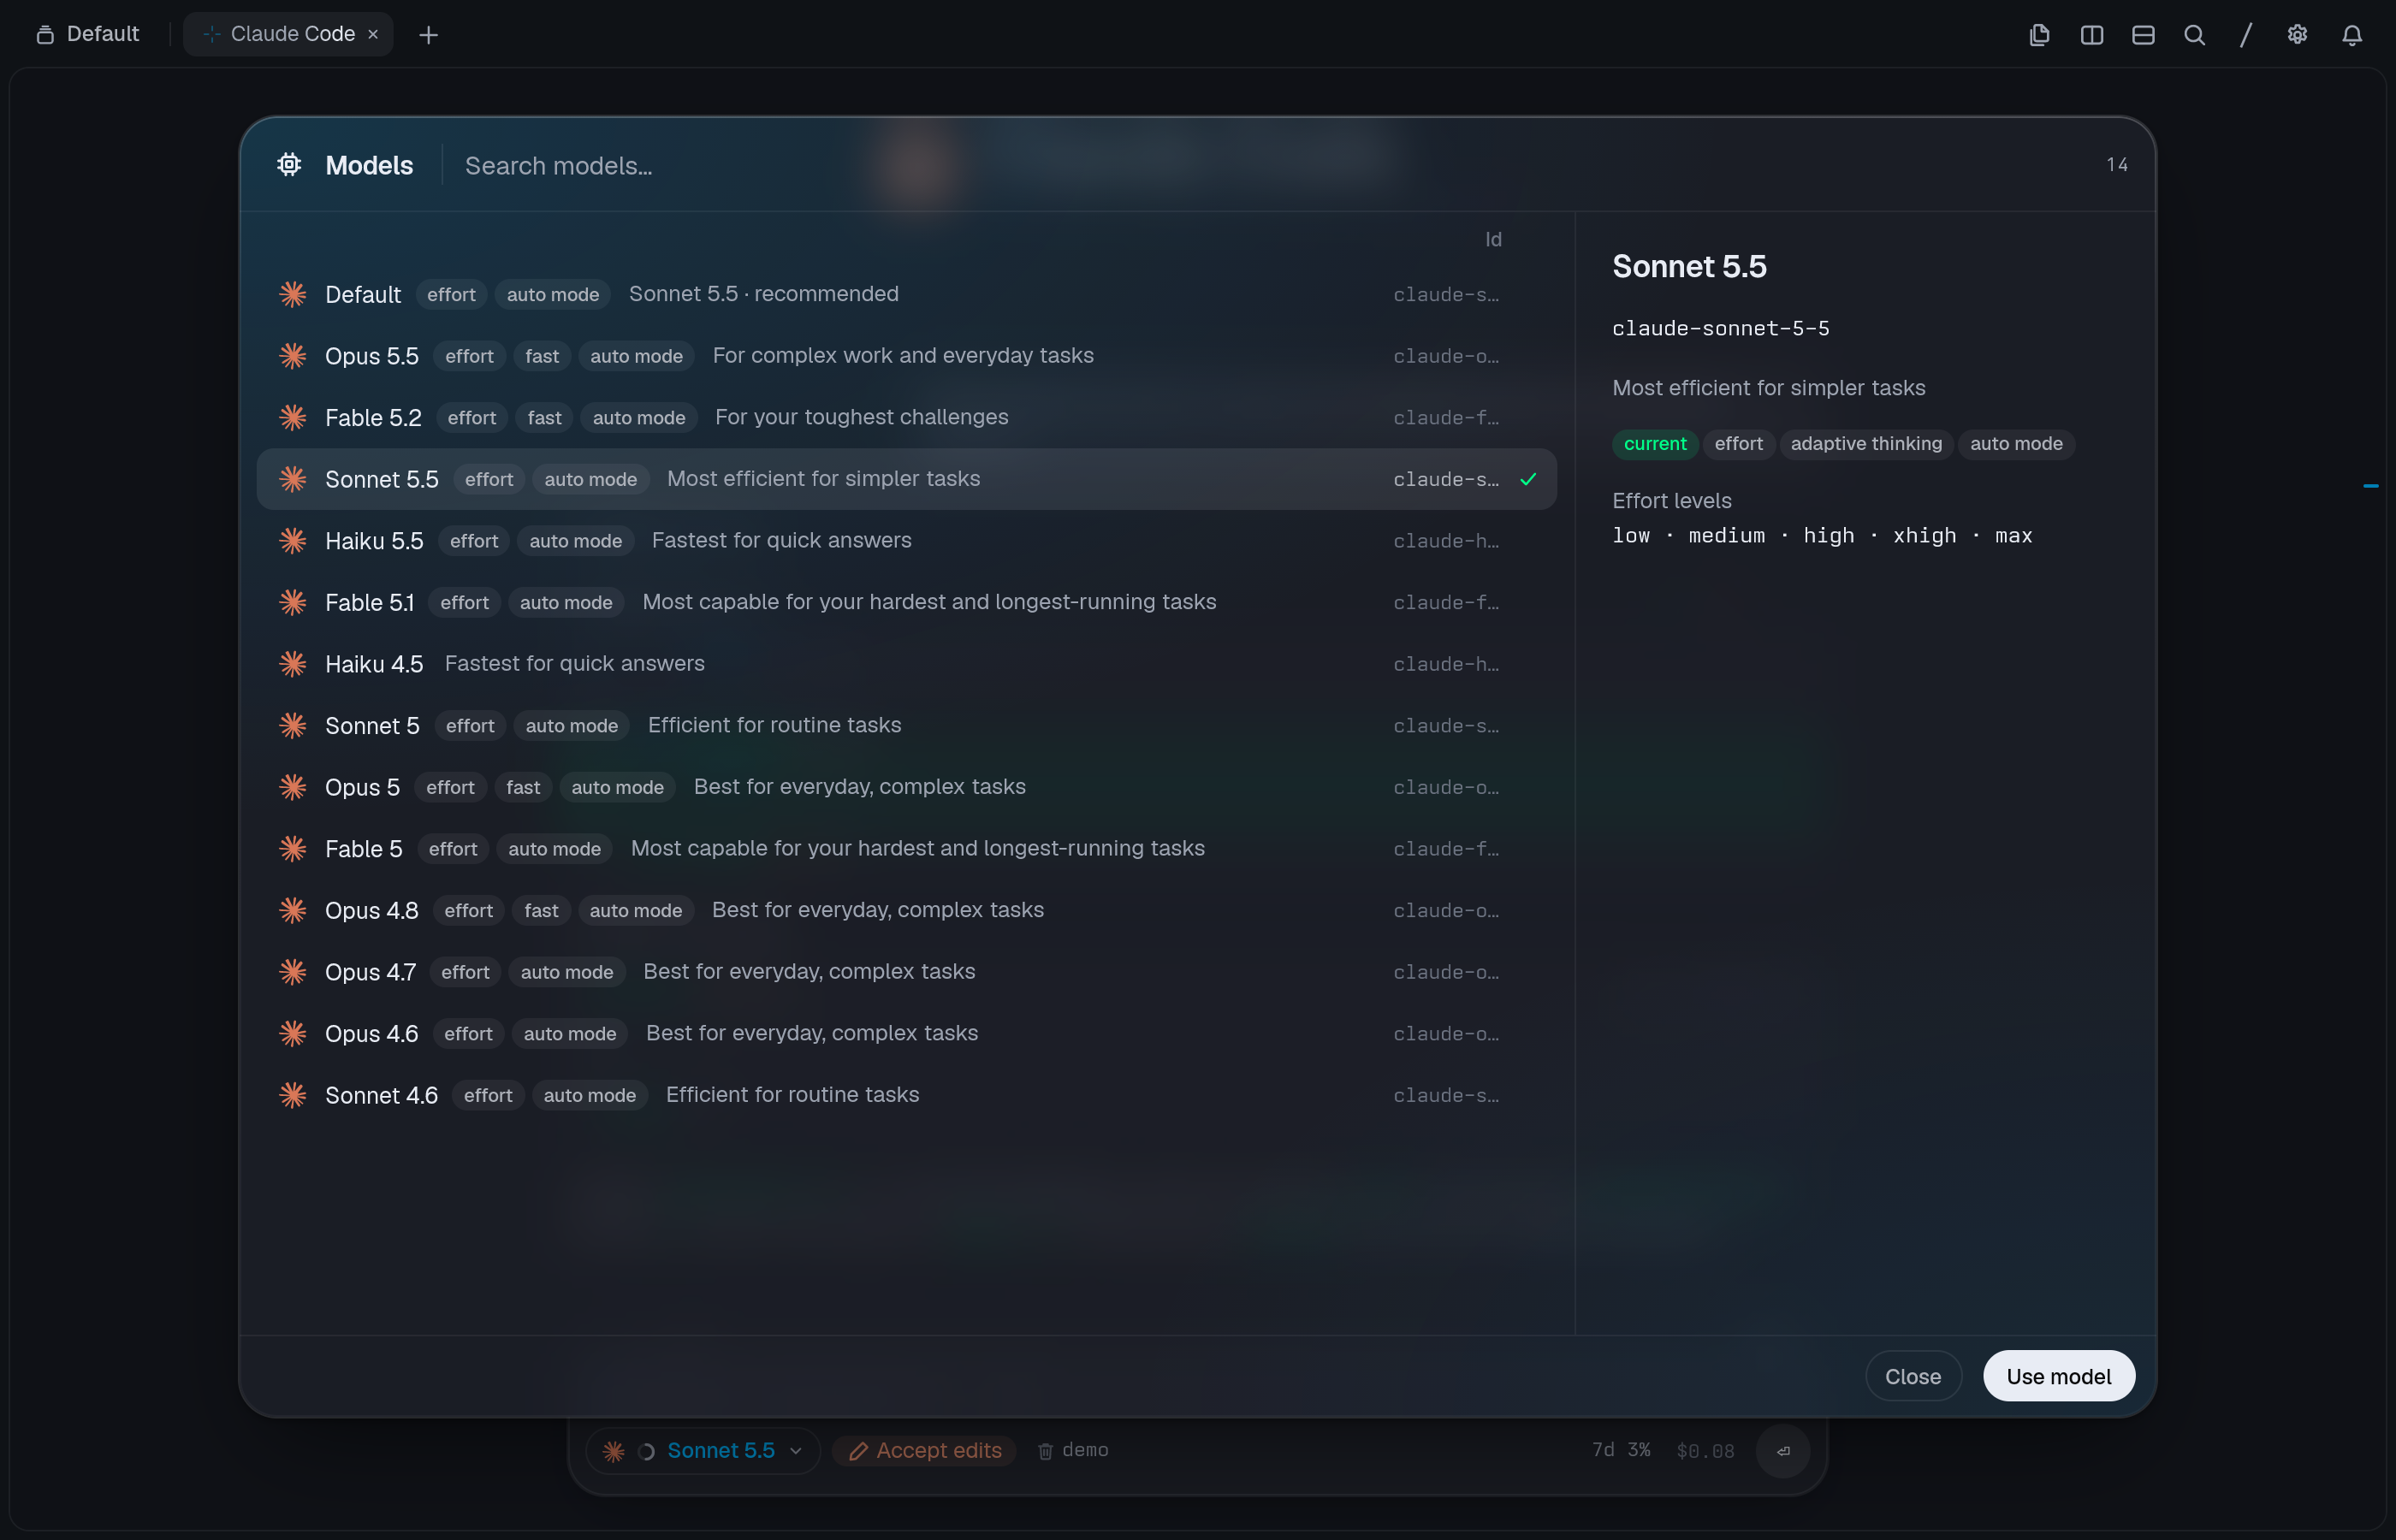 Default
Claude Code
Models
Search models…
14
Id
Default effort auto mode Sonnet 5.5 · recommended claude-s…
Opus 5.5 effort fast auto mode For complex work and everyday tasks claude-o…
Fable 5.2 effort fast auto mode For your toughest challenges claude-f…
Sonnet 5.5 effort auto mode Most efficient for simpler tasks claude-s…
Haiku 5.5 effort auto mode Fastest for quick answers claude-h…
Fable 5.1 effort auto mode Most capable for your hardest and longest-running tasks claude-f…
Haiku 4.5 Fastest for quick answers claude-h…
Sonnet 5 effort auto mode Efficient for routine tasks claude-s…
Opus 5 effort fast auto mode Best for everyday, complex tasks claude-o…
Fable 5 effort auto mode Most capable for your hardest and longest-running tasks claude-f…
Opus 4.8 effort fast auto mode Best for everyday, complex tasks claude-o…
Opus 4.7 effort auto mode Best for everyday, complex tasks claude-o…
Opus 4.6 effort auto mode Best for everyday, complex tasks claude-o…
Sonnet 4.6 effort auto mode Efficient for routine tasks claude-s…
Sonnet 5.5
claude-sonnet-5-5
Most efficient for simpler tasks
current effort adaptive thinking auto mode
Effort levels
low · medium · high · xhigh · max
Close
Use model
Sonnet 5.5
Accept edits
demo
7d 3%
$0.08